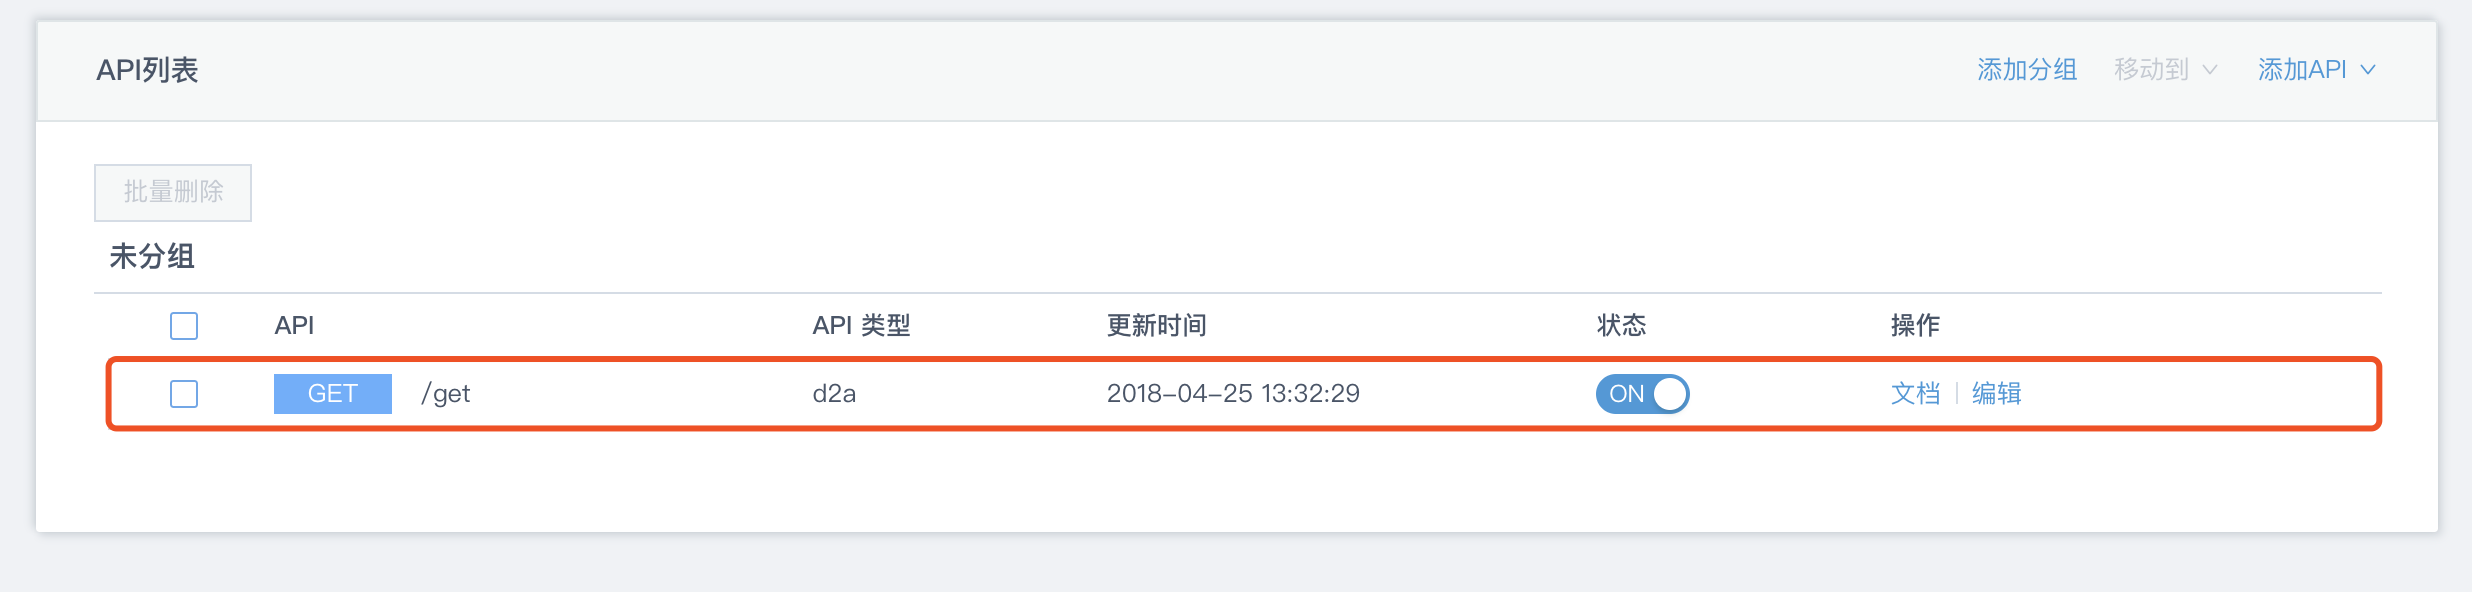 API列表 添加分组 移动到 添加API
批量删除
未分组
API API 类型 更新时间 状态 操作
GET /get d2a 2018-04-25 13:32:29 ON 文档 编辑